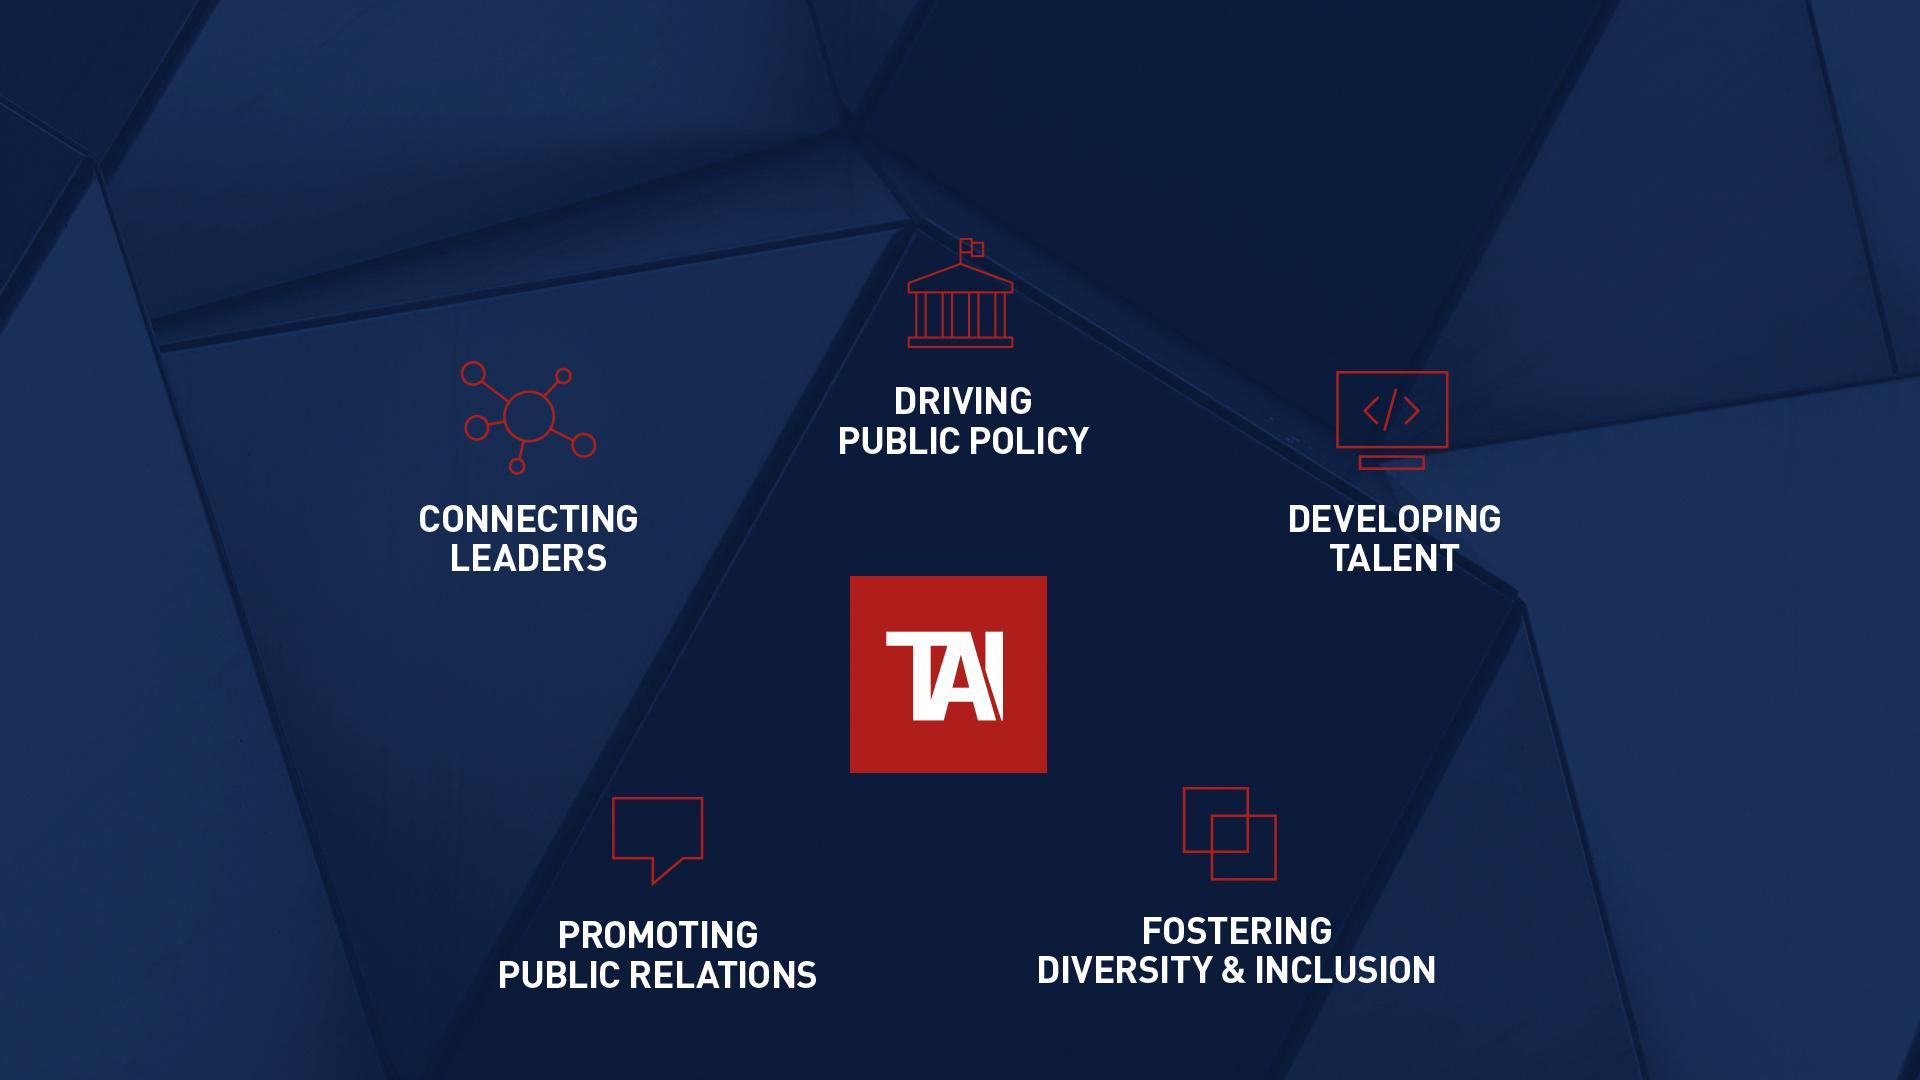 DRIVING
PUBLIC POLICY
CONNECTING
LEADERS
DEVELOPING
TALENT
TAI
PROMOTING
PUBLIC RELATIONS
FOSTERING
DIVERSITY & INCLUSION